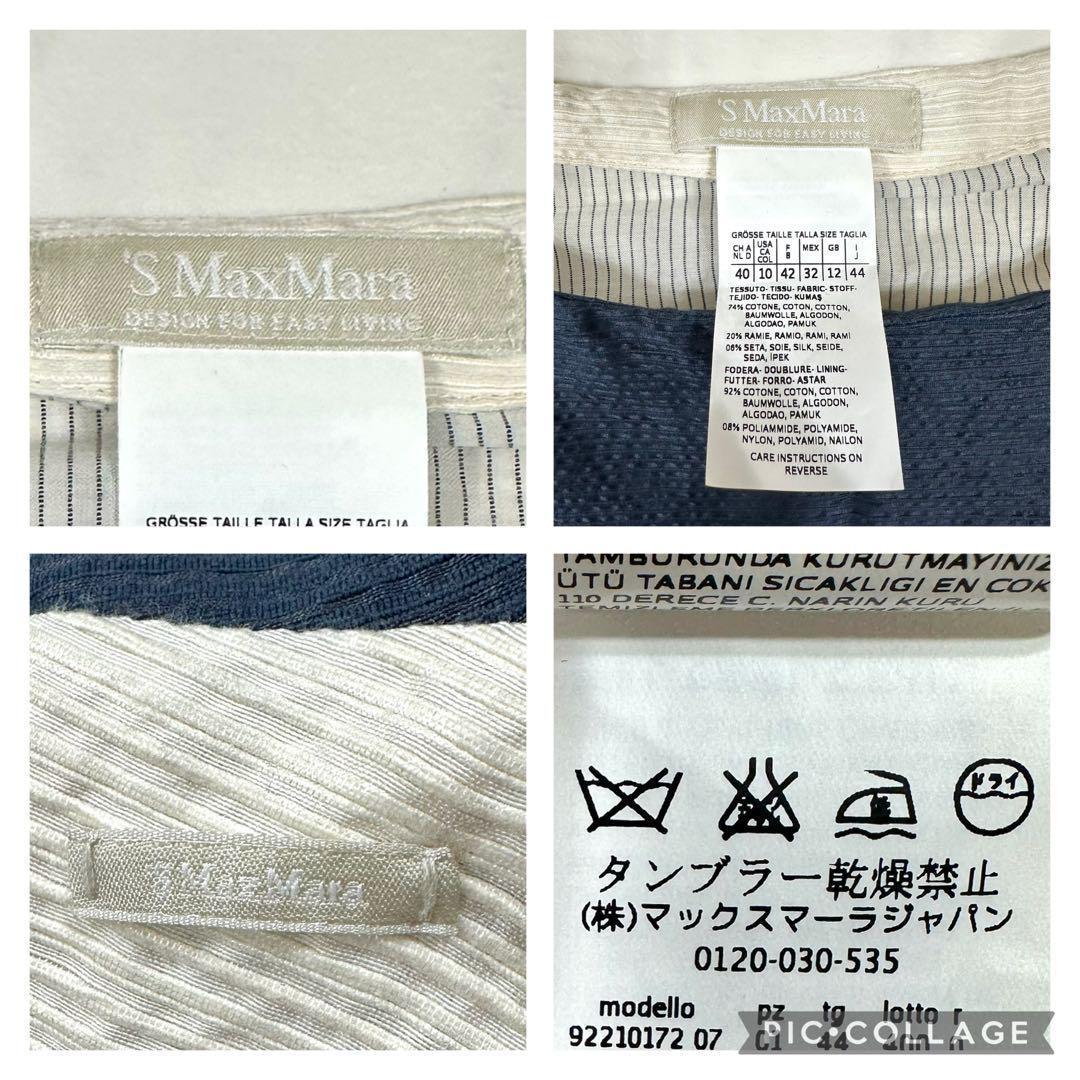 'S MaxMara
DESIGN FOR EASY LIVING
GRÖSSE TAILLE TALLA SIZE TAGLIA
'S MaxMara
DESIGN FOR EASY LIVING
GRÖSSE TAILLE TALLA SIZE TAGLIA
CH A NL D USA CA COL F B MEX GB I J
40 10 42 32 12 44
TESSUTO- TISSU- FABRIC- STOFF-
TEJIDO- TECIDO- KUMAŞ
74% COTONE, COTON, COTTON,
BAUMWOLLE, ALGODON,
ALGODAO, PAMUK
20% RAMIE, RAMIO, RAMI, RAMI
06% SETA, SOIE, SILK, SEIDE,
SEDA, İPEK
FODERA- DOUBLURE- LINING-
FUTTER- FORRO- ASTAR
92% COTONE, COTON, COTTON,
BAUMWOLLE, ALGODON,
ALGODAO, PAMUK
08% POLIAMMIDE, POLYAMIDE,
NYLON, POLYAMID, NAILON
CARE INSTRUCTIONS ON
REVERSE
'S MaxMara
TAMBURUNDA KURUTMAYINIZ
ÜTÜ TABANI SICAKLIGI EN COK
110 DERECE C. NARIN KURU
ドライ
タンブラー乾燥禁止
(株)マックスマーラジャパン
0120-030-535
modello pz tg lotto r
92210172 07 01 44
PIC•COLLAGE